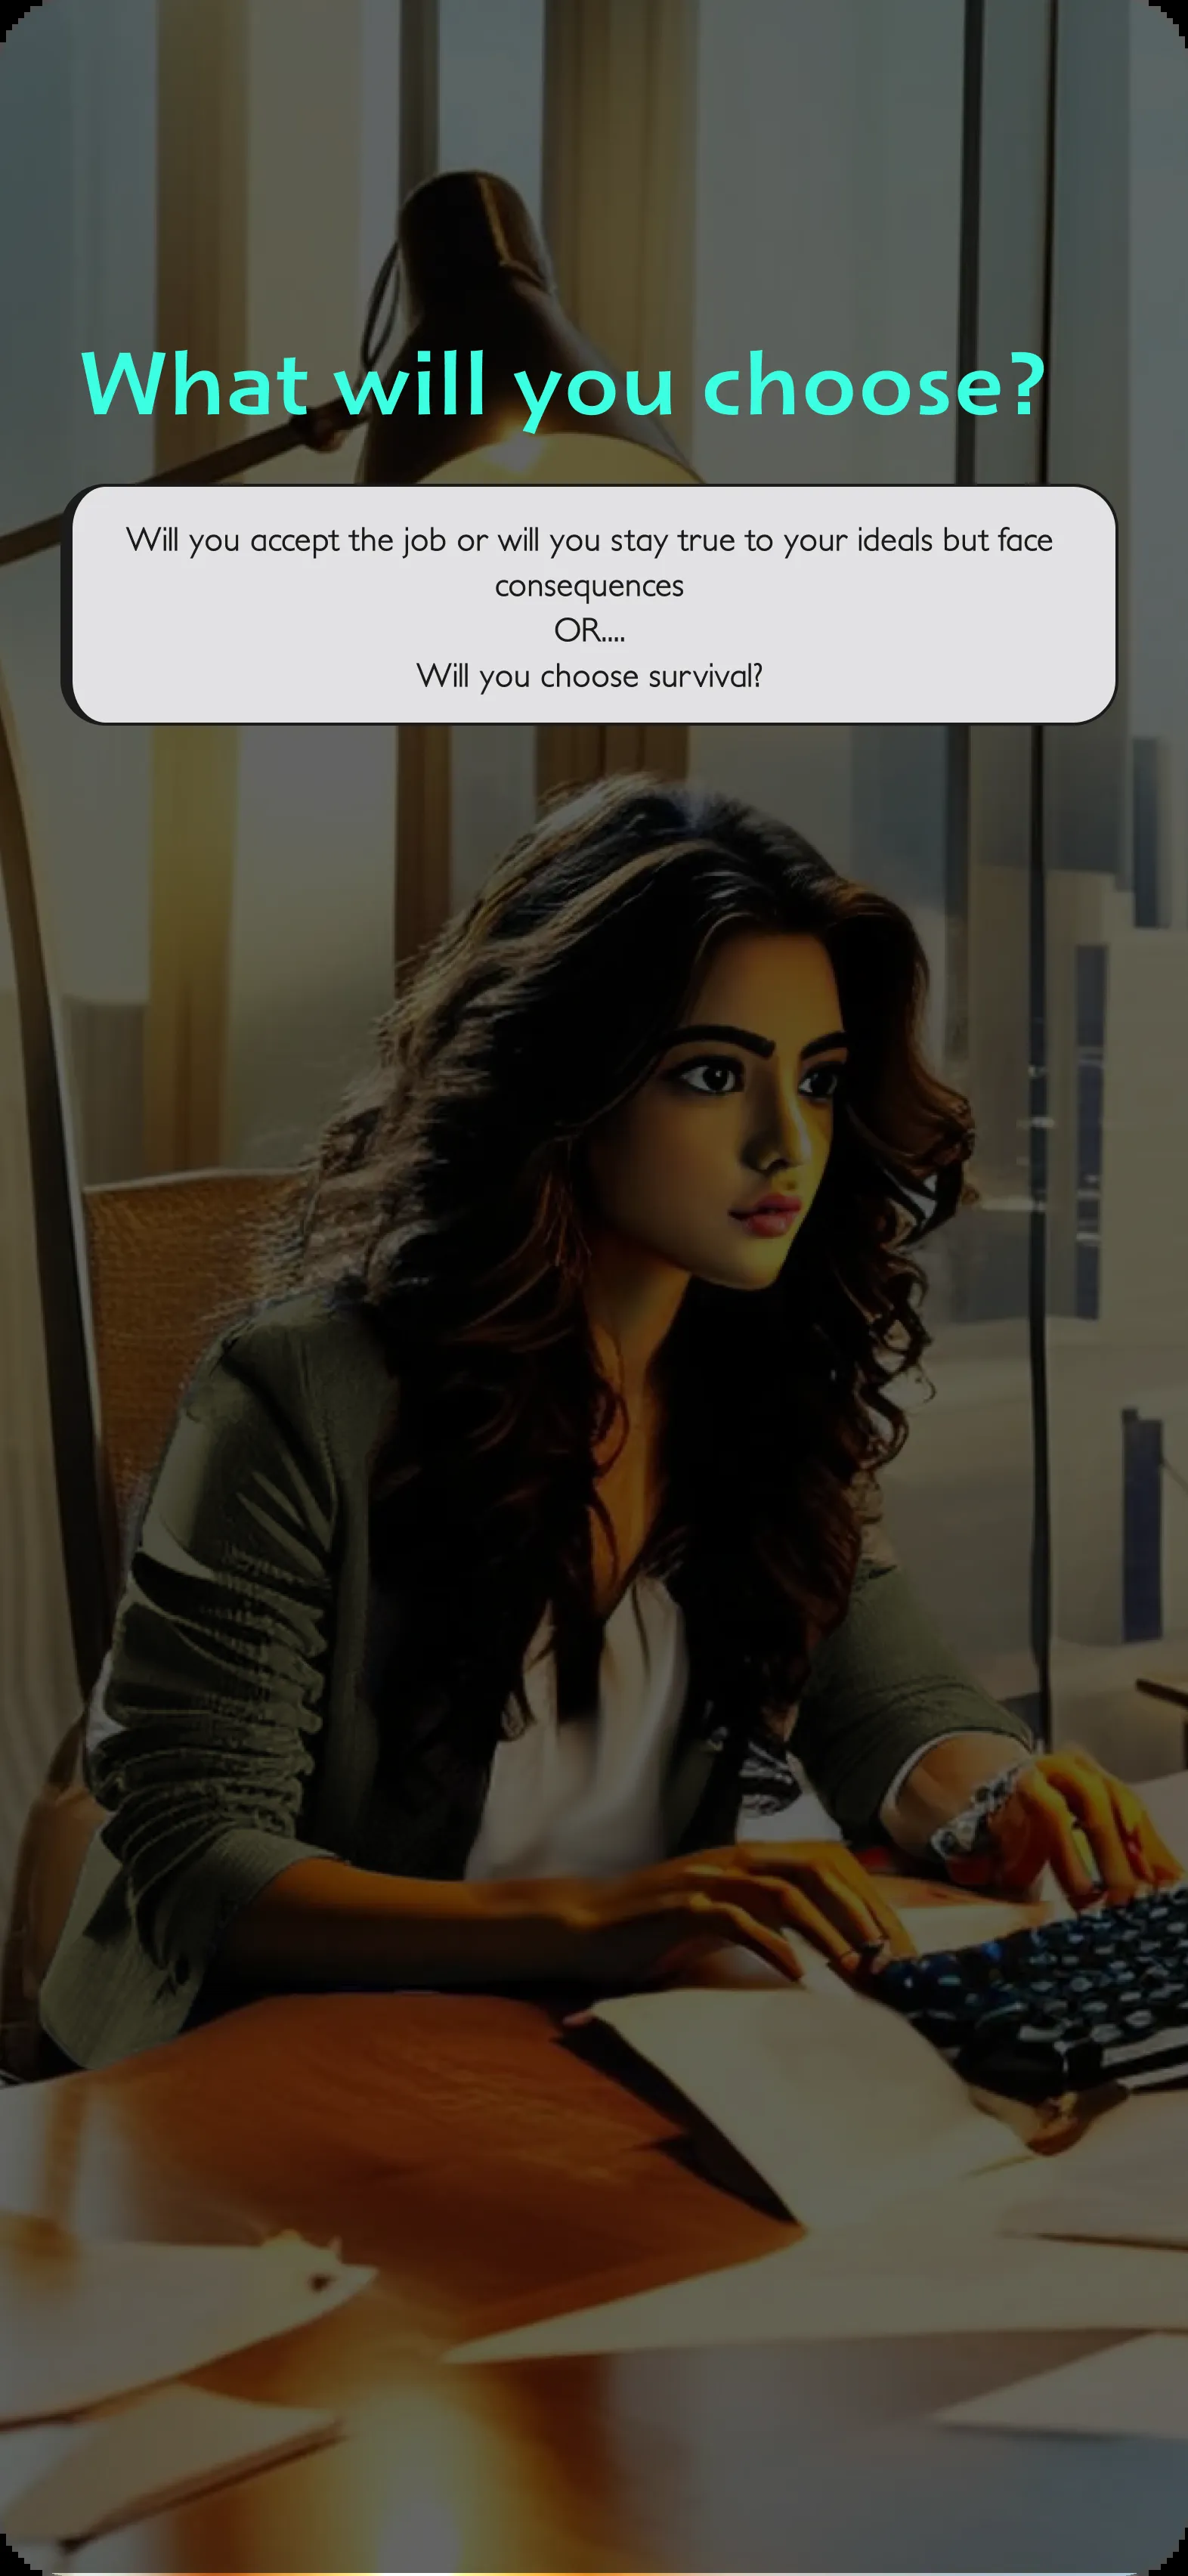 What will you choose?
Will you accept the job or will you stay true to your ideals but face
consequences
OR....
Will you choose survival?